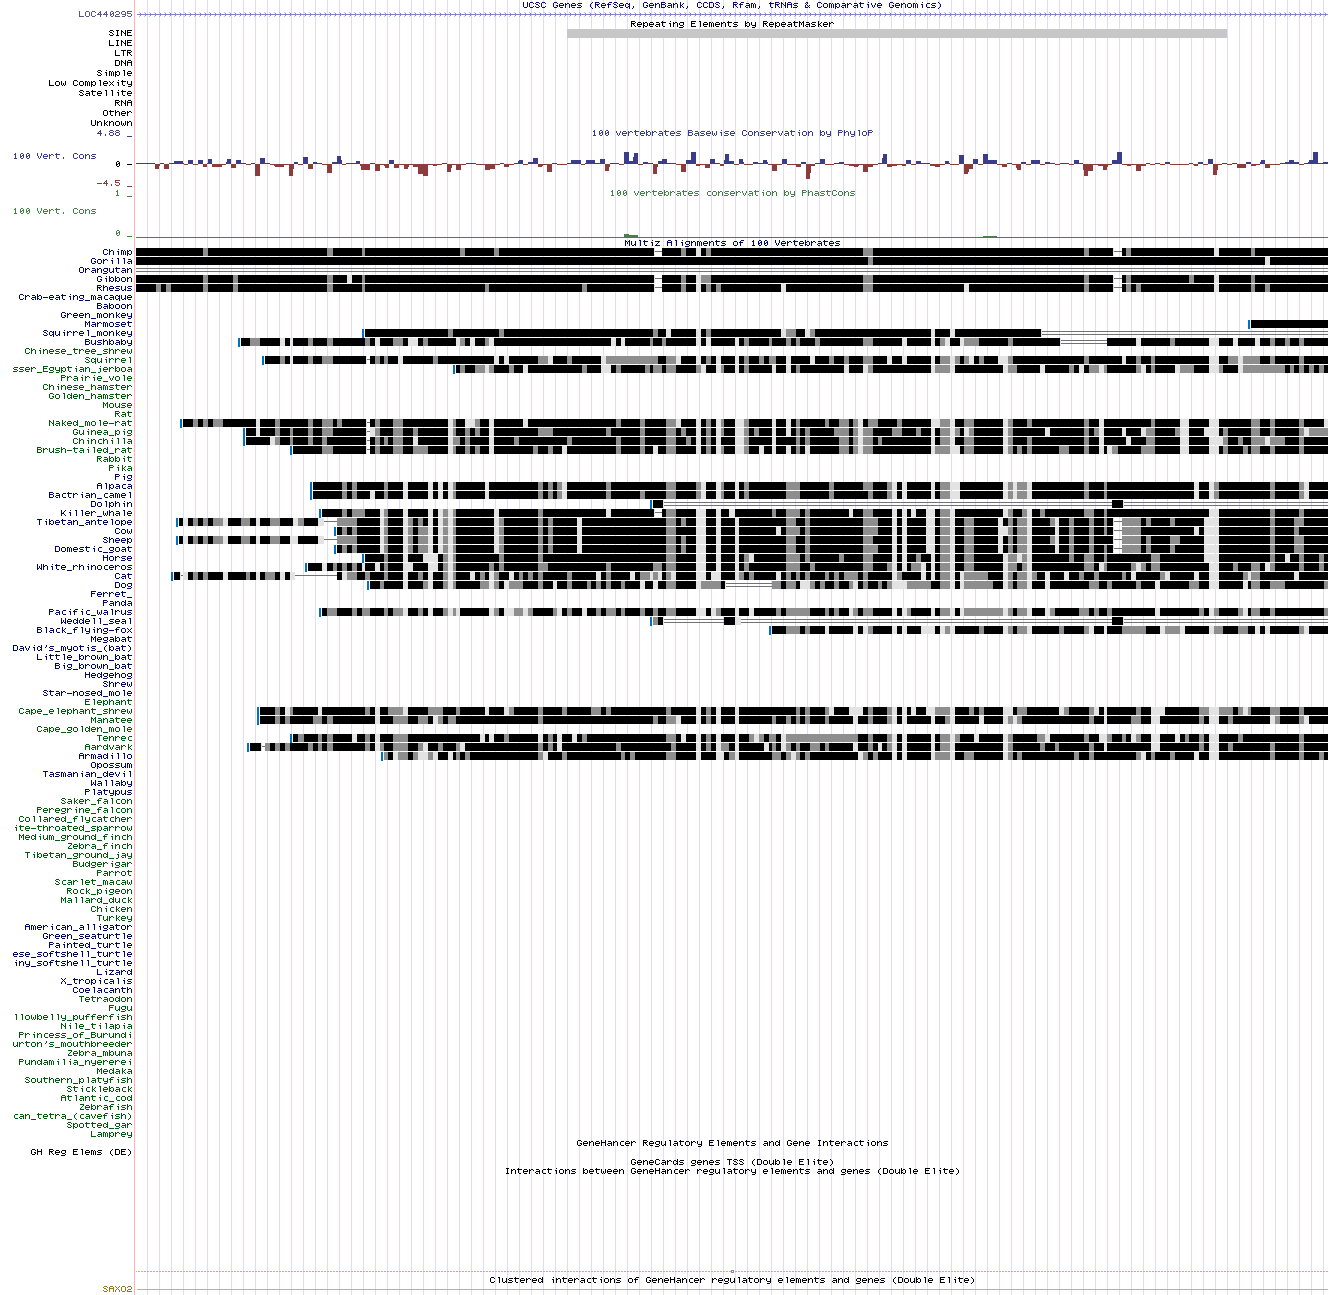 UCSC Genes (RefSeq, GenBank, CCDS, Rfam, tRNAs & Comparative Genomics)
LOC440295
Repeating Elements by RepeatMasker
SINE
LINE
LTR
DNA
Simple
Low Complexity
Satellite
RNA
Other
Unknown
4.88 _
100 vertebrates Basewise Conservation by PhyloP
100 Vert. Cons
0 -
-4.5 _
1 _
100 vertebrates conservation by PhastCons
100 Vert. Cons
0 _
Multiz Alignments of 100 Vertebrates
Chimp
Gorilla
Orangutan
Gibbon
Rhesus
Crab-eating_macaque
Baboon
Green_monkey
Marmoset
Squirrel_monkey
Bushbaby
Chinese_tree_shrew
Squirrel
sser_Egyptian_jerboa
Prairie_vole
Chinese_hamster
Golden_hamster
Mouse
Rat
Naked_mole-rat
Guinea_pig
Chinchilla
Brush-tailed_rat
Rabbit
Pika
Pig
Alpaca
Bactrian_camel
Dolphin
Killer_whale
Tibetan_antelope
Cow
Sheep
Domestic_goat
Horse
White_rhinoceros
Cat
Dog
Ferret_
Panda
Pacific_walrus
Weddell_seal
Black_flying-fox
Megabat
David's_myotis_(bat)
Little_brown_bat
Big_brown_bat
Hedgehog
Shrew
Star-nosed_mole
Elephant
Cape_elephant_shrew
Manatee
Cape_golden_mole
Tenrec
Aardvark
Armadillo
Opossum
Tasmanian_devil
Wallaby
Platypus
Saker_falcon
Peregrine_falcon
Collared_flycatcher
ite-throated_sparrow
Medium_ground_finch
Zebra_finch
Tibetan_ground_jay
Budgerigar
Parrot
Scarlet_macaw
Rock_pigeon
Mallard_duck
Chicken
Turkey
American_alligator
Green_seaturtle
Painted_turtle
ese_softshell_turtle
iny_softshell_turtle
Lizard
X_tropicalis
Coelacanth
Tetraodon
Fugu
llowbelly_pufferfish
Nile_tilapia
Princess_of_Burundi
urton's_mouthbreeder
Zebra_mbuna
Pundamilia_nyererei
Medaka
Southern_platyfish
Stickleback
Atlantic_cod
Zebrafish
can_tetra_(cavefish)
Spotted_gar
Lamprey
GeneHancer Regulatory Elements and Gene Interactions
GH Reg Elems (DE)
GeneCards genes TSS (Double Elite)
Interactions between GeneHancer regulatory elements and genes (Double Elite)
Clustered interactions of GeneHancer regulatory elements and genes (Double Elite)
SAXO2